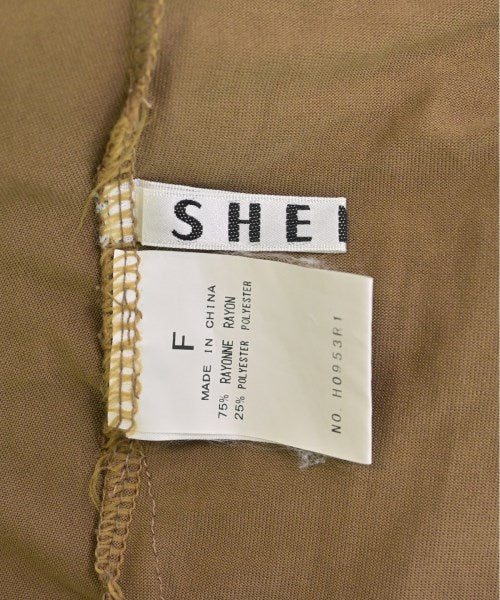 SHE
F
MADE IN CHINA
75% RAYONNE RAYON
25% POLYESTER POLYESTER
NO. H0953R1